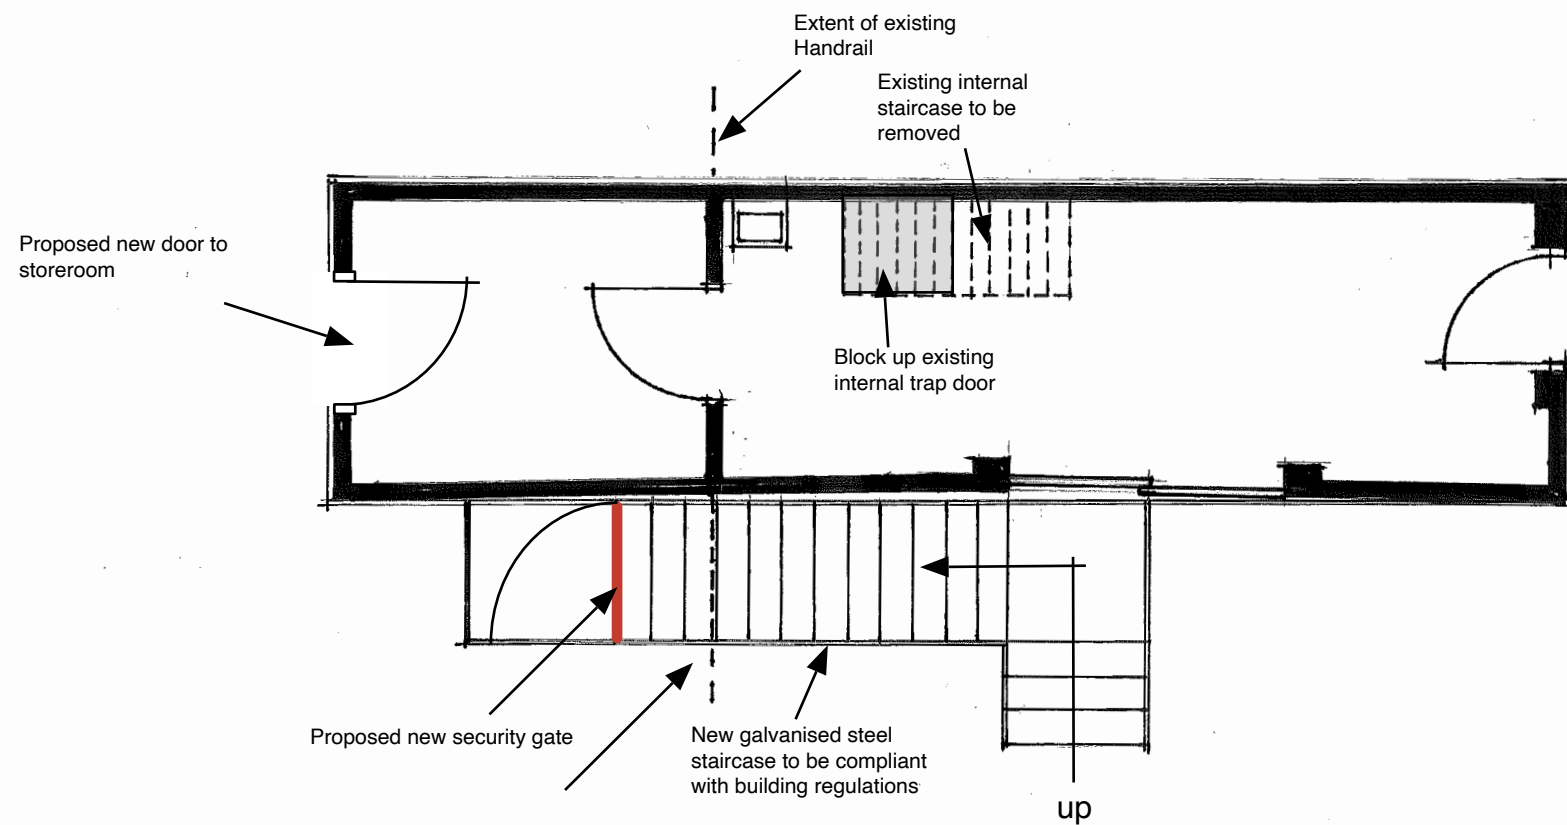 Extent of existing
Handrail
Existing internal
staircase to be
removed
Proposed new door to
storeroom
Block up existing
internal trap door
Proposed new security gate
New galvanised steel
staircase to be compliant
with building regulations
up